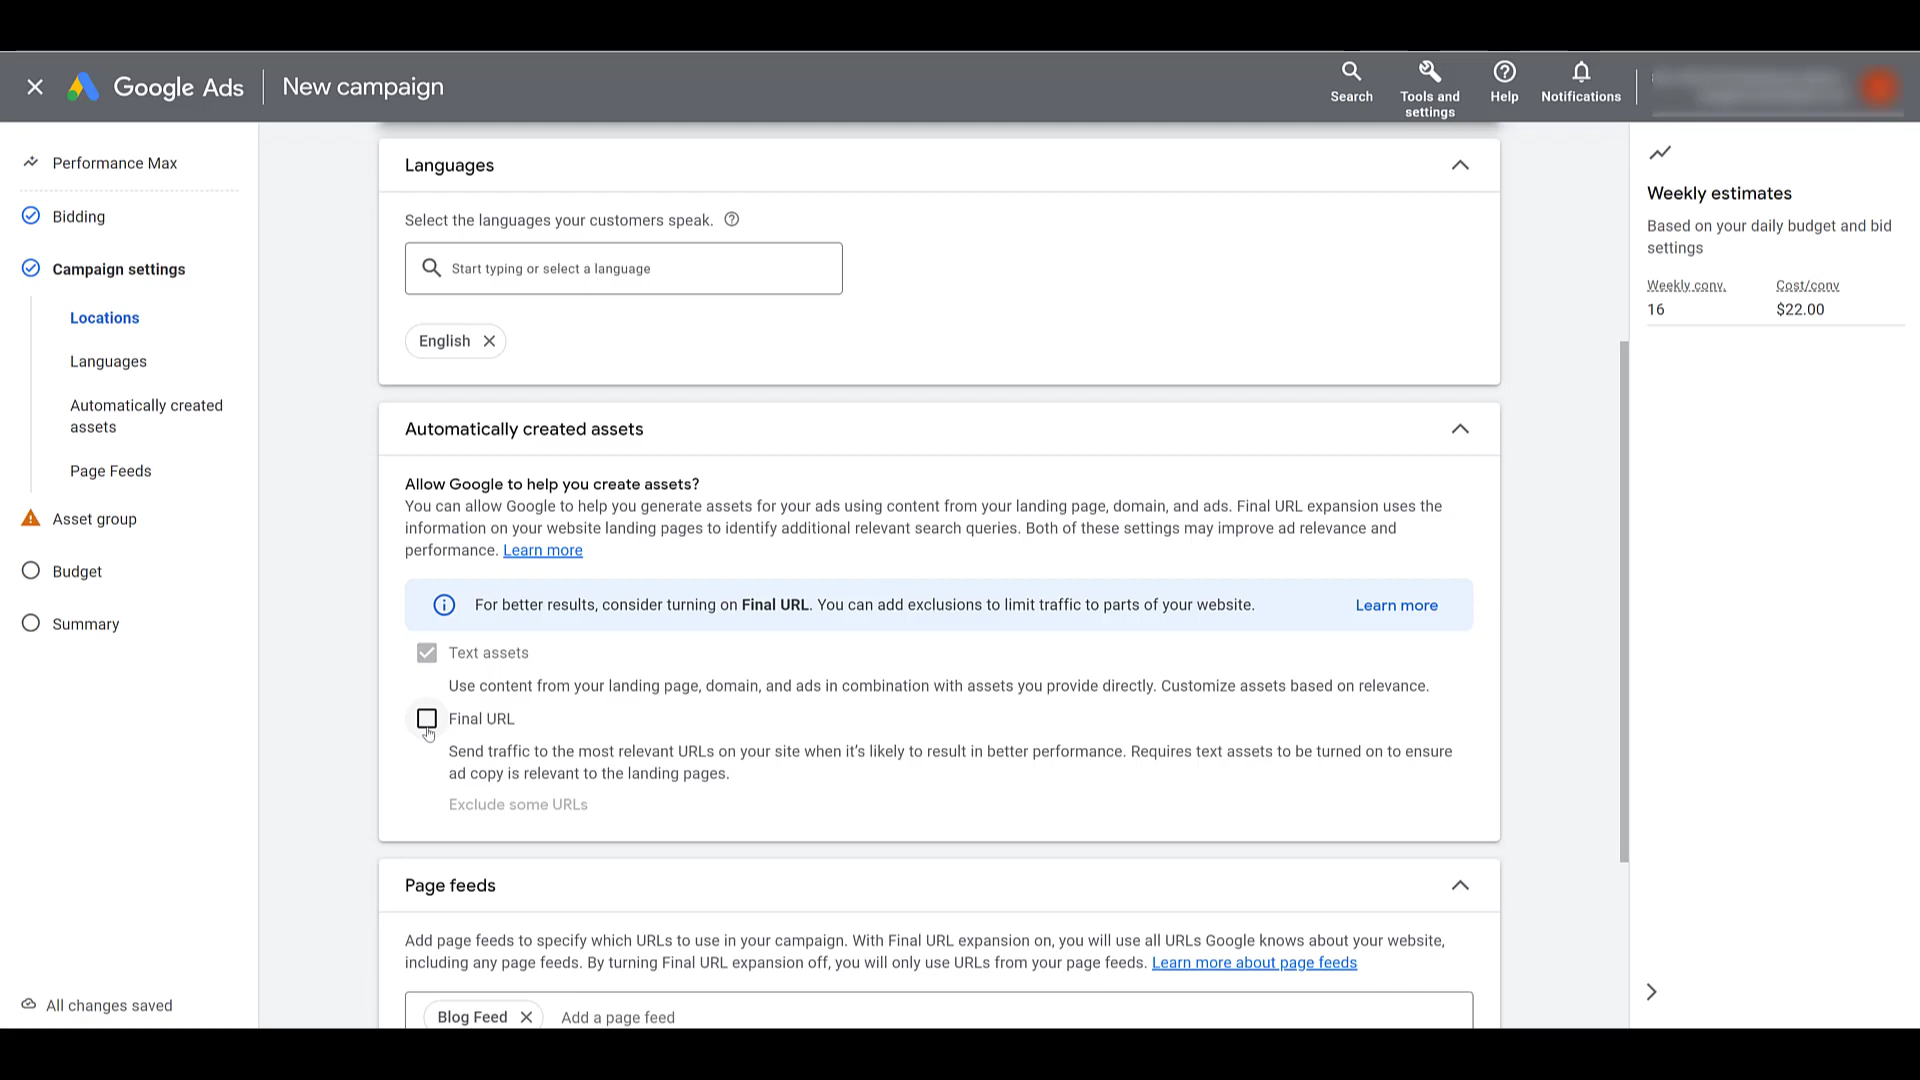 Google Ads
New campaign
Search
Tools and
settings
Help
Notifications
Performance Max
Bidding
Campaign settings
Locations
Languages
Automatically created
assets
Page Feeds
Asset group
Budget
Summary
All changes saved
Languages
Select the languages your customers speak.
Start typing or select a language
English
Automatically created assets
Allow Google to help you create assets?
You can allow Google to help you generate assets for your ads using content from your landing page, domain, and ads. Final URL expansion uses the
information on your website landing pages to identify additional relevant search queries. Both of these settings may improve ad relevance and
performance. Learn more
For better results, consider turning on Final URL. You can add exclusions to limit traffic to parts of your website.
Learn more
Text assets
Use content from your landing page, domain, and ads in combination with assets you provide directly. Customize assets based on relevance.
Final URL
Send traffic to the most relevant URLs on your site when it's likely to result in better performance. Requires text assets to be turned on to ensure
ad copy is relevant to the landing pages.
Exclude some URLs
Page feeds
Add page feeds to specify which URLs to use in your campaign. With Final URL expansion on, you will use all URLs Google knows about your website,
including any page feeds. By turning Final URL expansion off, you will only use URLs from your page feeds. Learn more about page feeds
Blog Feed
Add a page feed
Weekly estimates
Based on your daily budget and bid
settings
Weekly conv. Cost/conv
16 $22.00